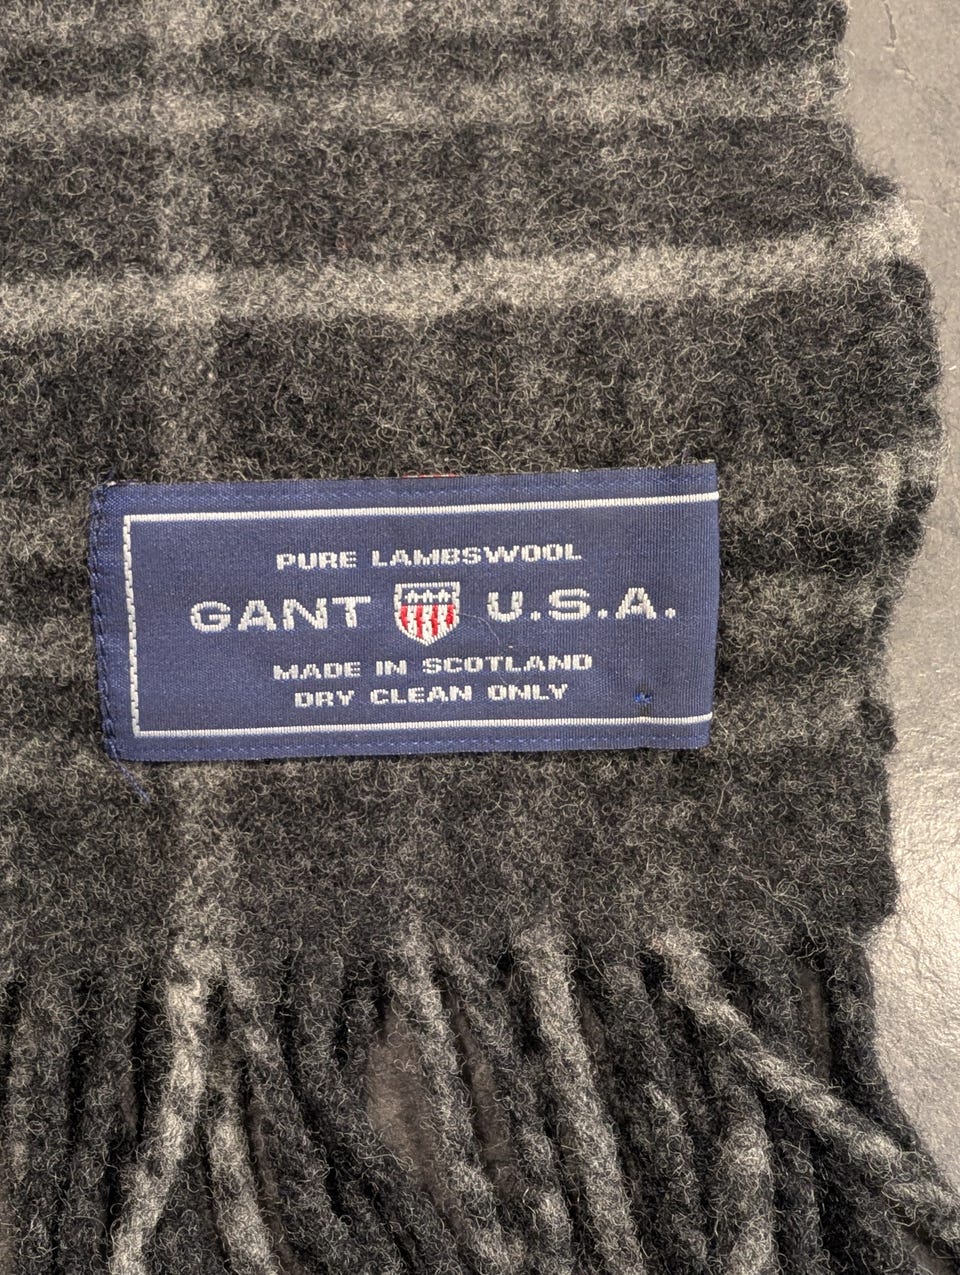 PURE LAMBSWOOL
GANT U.S.A.
MADE IN SCOTLAND
DRY CLEAN ONLY